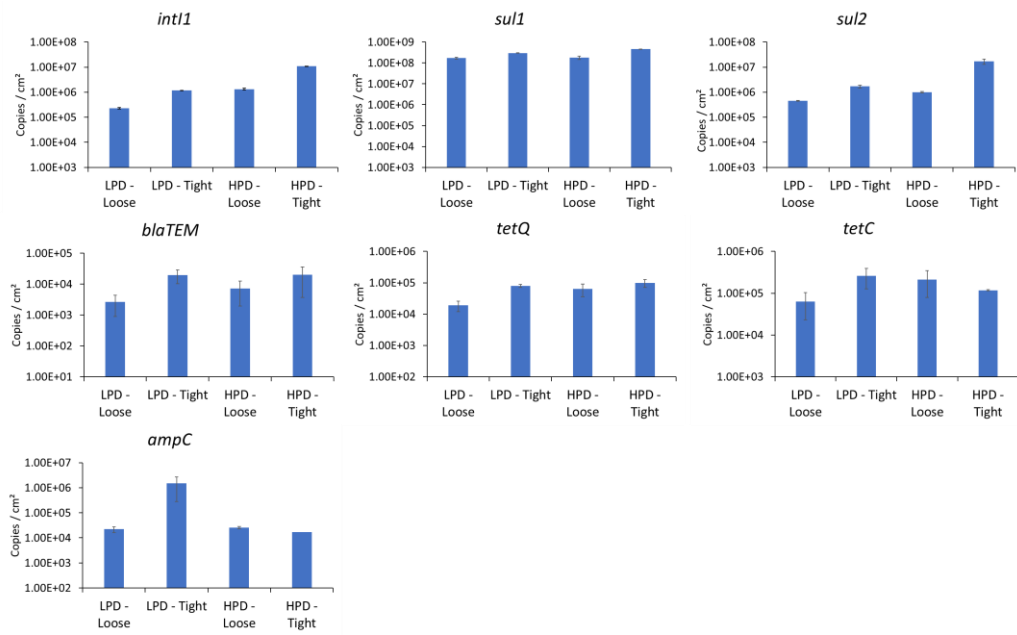 intI1
1.00E+08
1.00E+07
1.00E+06
1.00E+05
1.00E+04
1.00E+03
Copies / cm²
LPD - Loose
LPD - Tight
HPD - Loose
HPD - Tight
sul1
1.00E+09
1.00E+08
1.00E+07
1.00E+06
1.00E+05
1.00E+04
1.00E+03
Copies / cm²
LPD - Loose
LPD - Tight
HPD - Loose
HPD - Tight
sul2
1.00E+08
1.00E+07
1.00E+06
1.00E+05
1.00E+04
1.00E+03
Copies / cm²
LPD - Loose
LPD - Tight
HPD - Loose
HPD - Tight
blaTEM
1.00E+05
1.00E+04
1.00E+03
1.00E+02
1.00E+01
Copies / cm²
LPD - Loose
LPD - Tight
HPD - Loose
HPD - Tight
tetQ
1.00E+06
1.00E+05
1.00E+04
1.00E+03
1.00E+02
Copies / cm²
LPD - Loose
LPD - Tight
HPD - Loose
HPD - Tight
tetC
1.00E+06
1.00E+05
1.00E+04
1.00E+03
Copies / cm²
LPD - Loose
LPD - Tight
HPD - Loose
HPD - Tight
ampC
1.00E+07
1.00E+06
1.00E+05
1.00E+04
1.00E+03
1.00E+02
Copies / cm²
LPD - Loose
LPD - Tight
HPD - Loose
HPD - Tight